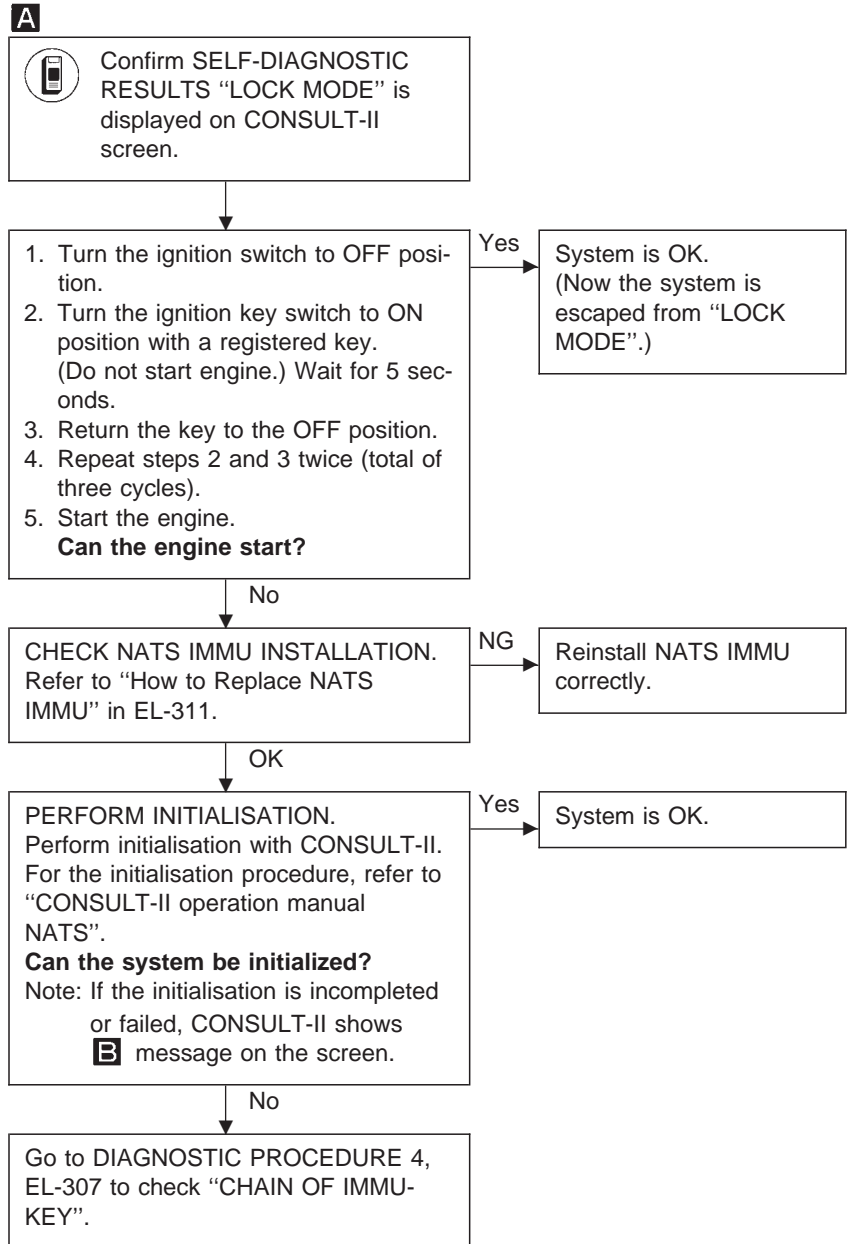 A
Confirm SELF-DIAGNOSTIC
RESULTS ‘‘LOCK MODE’’ is
displayed on CONSULT-II
screen.
1. Turn the ignition switch to OFF posi-
tion.
2. Turn the ignition key switch to ON
position with a registered key.
(Do not start engine.) Wait for 5 sec-
onds.
3. Return the key to the OFF position.
4. Repeat steps 2 and 3 twice (total of
three cycles).
5. Start the engine.
Can the engine start?
Yes
System is OK.
(Now the system is
escaped from ‘‘LOCK
MODE’’.)
No
CHECK NATS IMMU INSTALLATION.
Refer to ‘‘How to Replace NATS
IMMU’’ in EL-311.
NG
Reinstall NATS IMMU
correctly.
OK
PERFORM INITIALISATION.
Perform initialisation with CONSULT-II.
For the initialisation procedure, refer to
‘‘CONSULT-II operation manual
NATS’’.
Can the system be initialized?
Note: If the initialisation is incompleted
or failed, CONSULT-II shows
B message on the screen.
Yes
System is OK.
No
Go to DIAGNOSTIC PROCEDURE 4,
EL-307 to check ‘‘CHAIN OF IMMU-
KEY’’.